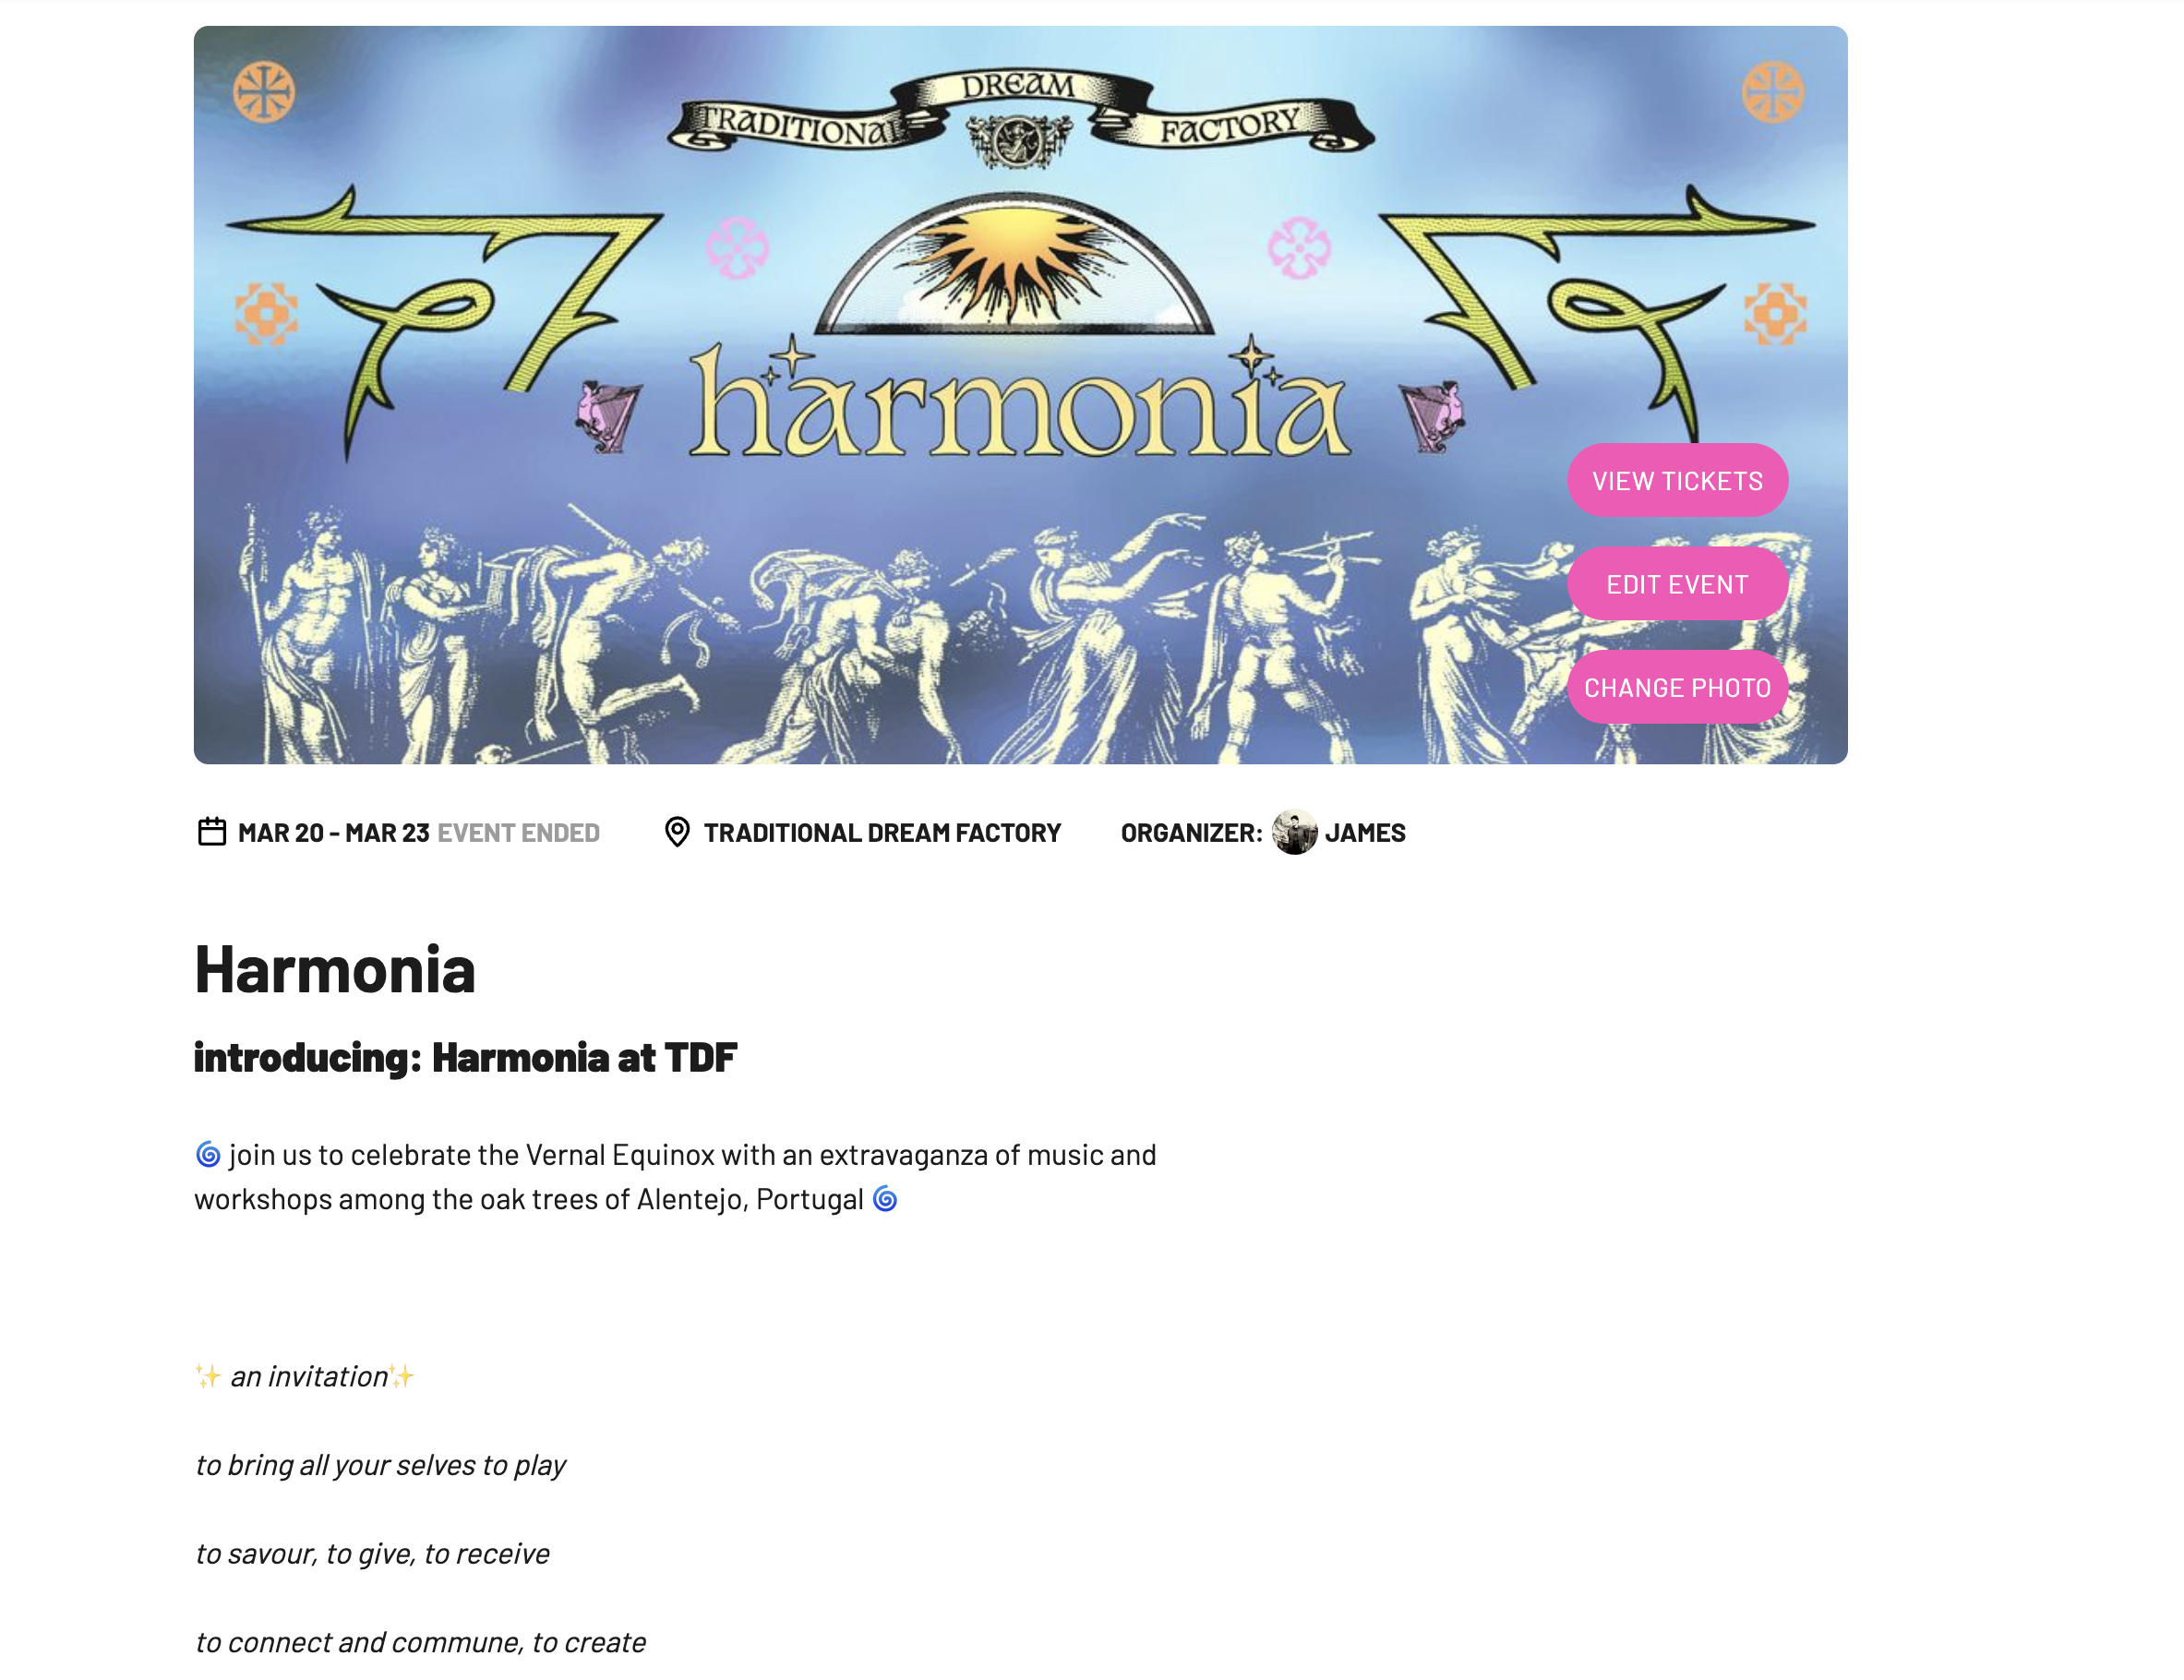 TRADITIONAL DREAM FACTORY
harmonia
VIEW TICKETS
EDIT EVENT
CHANGE PHOTO
MAR 20 - MAR 23 EVENT ENDED TRADITIONAL DREAM FACTORY ORGANIZER: JAMES
Harmonia
introducing: Harmonia at TDF
🌀 join us to celebrate the Vernal Equinox with an extravaganza of music and
workshops among the oak trees of Alentejo, Portugal 🌀
✨ an invitation✨
to bring all your selves to play
to savour, to give, to receive
to connect and commune, to create